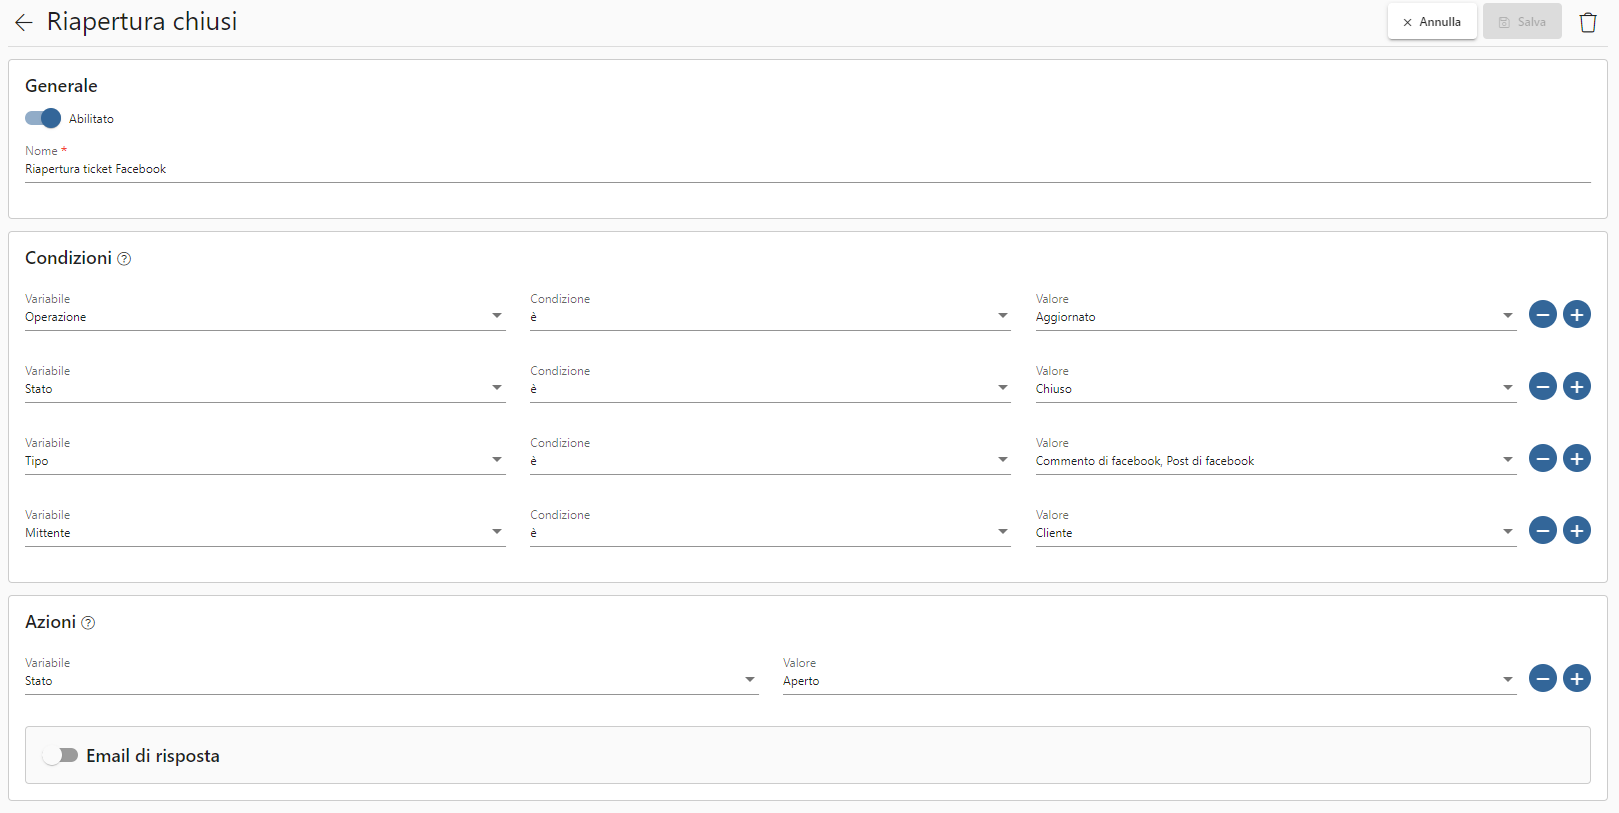 Riapertura chiusi
Annulla
Salva
Generale
Abilitato
Nome *
Riapertura ticket Facebook
Condizioni ?
Variabile Condizione Valore
Operazione è Aggiornato
Variabile Condizione Valore
Stato è Chiuso
Variabile Condizione Valore
Tipo è Commento di facebook, Post di facebook
Variabile Condizione Valore
Mittente è Cliente
Azioni ?
Variabile Valore
Stato Aperto
Email di risposta